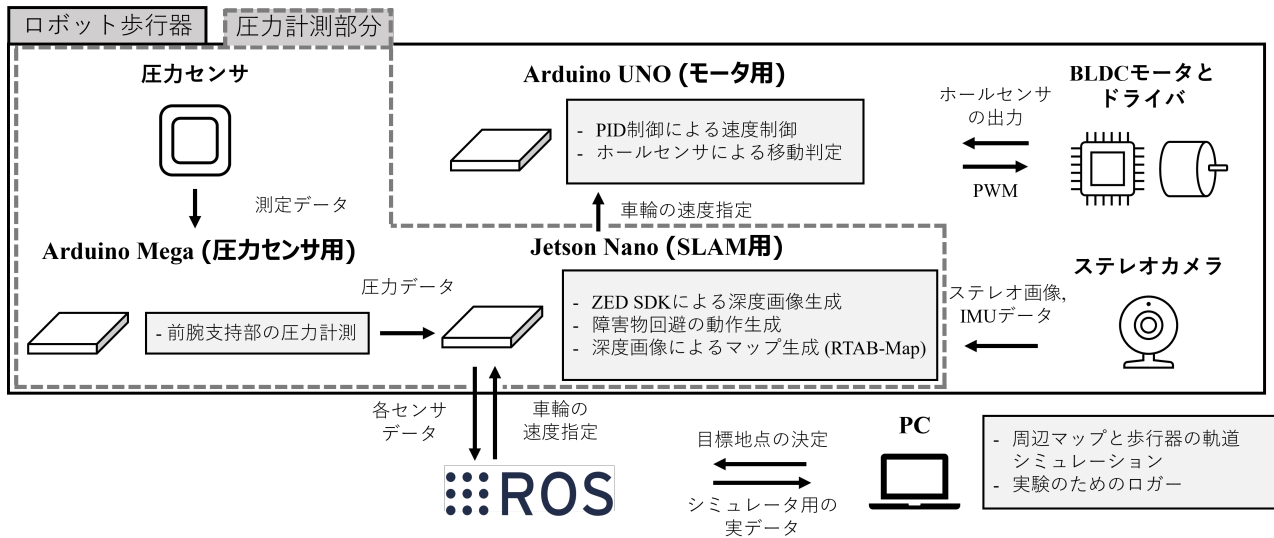 ロボット歩行器
圧力計測部分
圧力センサ
測定データ
Arduino Mega (圧力センサ用)
- 前腕支持部の圧力計測
圧力データ
Arduino UNO (モータ用)
- PID制御による速度制御
- ホールセンサによる移動判定
車輪の速度指定
Jetson Nano (SLAM用)
- ZED SDKによる深度画像生成
- 障害物回避の動作生成
- 深度画像によるマップ生成 (RTAB-Map)
ホールセンサ
の出力
PWM
BLDCモータと
ドライバ
ステレオカメラ
ステレオ画像,
IMUデータ
各センサ
データ
車輪の
速度指定
ROS
目標地点の決定
シミュレータ用の
実データ
PC
- 周辺マップと歩行器の軌道
シミュレーション
- 実験のためのロガー